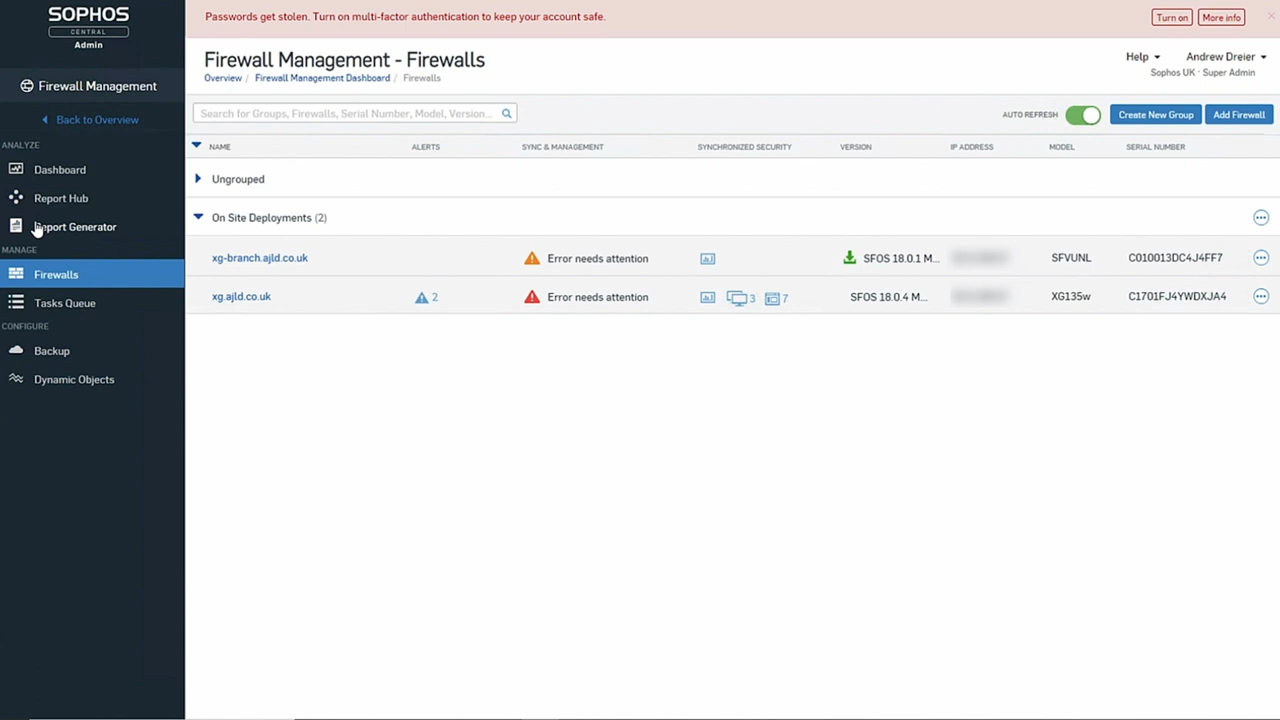 SOPHOS
CENTRAL
Admin
Firewall Management
Back to Overview
ANALYZE
Dashboard
Report Hub
Report Generator
MANAGE
Firewalls
Tasks Queue
CONFIGURE
Backup
Dynamic Objects
Passwords get stolen. Turn on multi-factor authentication to keep your account safe.
Turn on
More info
Firewall Management - Firewalls
Help
Andrew Dreier
Overview / Firewall Management Dashboard / Firewalls
Sophos UK · Super Admin
Search for Groups, Firewalls, Serial Number, Model, Version...
AUTO REFRESH
Create New Group
Add Firewall
NAME ALERTS SYNC & MANAGEMENT SYNCHRONIZED SECURITY VERSION IP ADDRESS MODEL SERIAL NUMBER
Ungrouped
On Site Deployments (2)
xg-branch.ajld.co.uk Error needs attention SFOS 18.0.1 M... SFVUNL C010013DC4J4FF7
xg.ajld.co.uk 2 Error needs attention 3 7 SFOS 18.0.4 M... XG135w C1701FJ4YWDXJA4